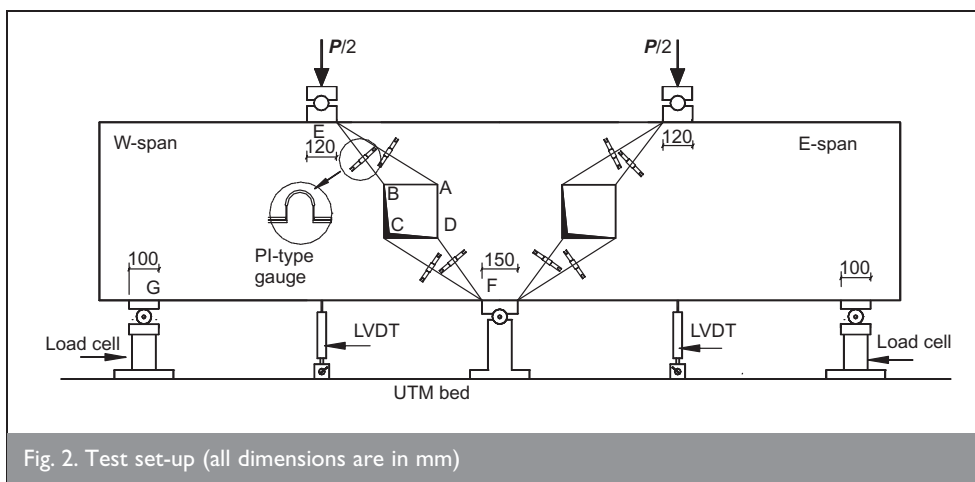 P/2
P/2
W-span
E
120
120
E-span
B
A
C
D
PI-type
gauge
100
G
150
F
100
Load cell
LVDT
LVDT
Load cell
UTM bed
Fig. 2. Test set-up (all dimensions are in mm)